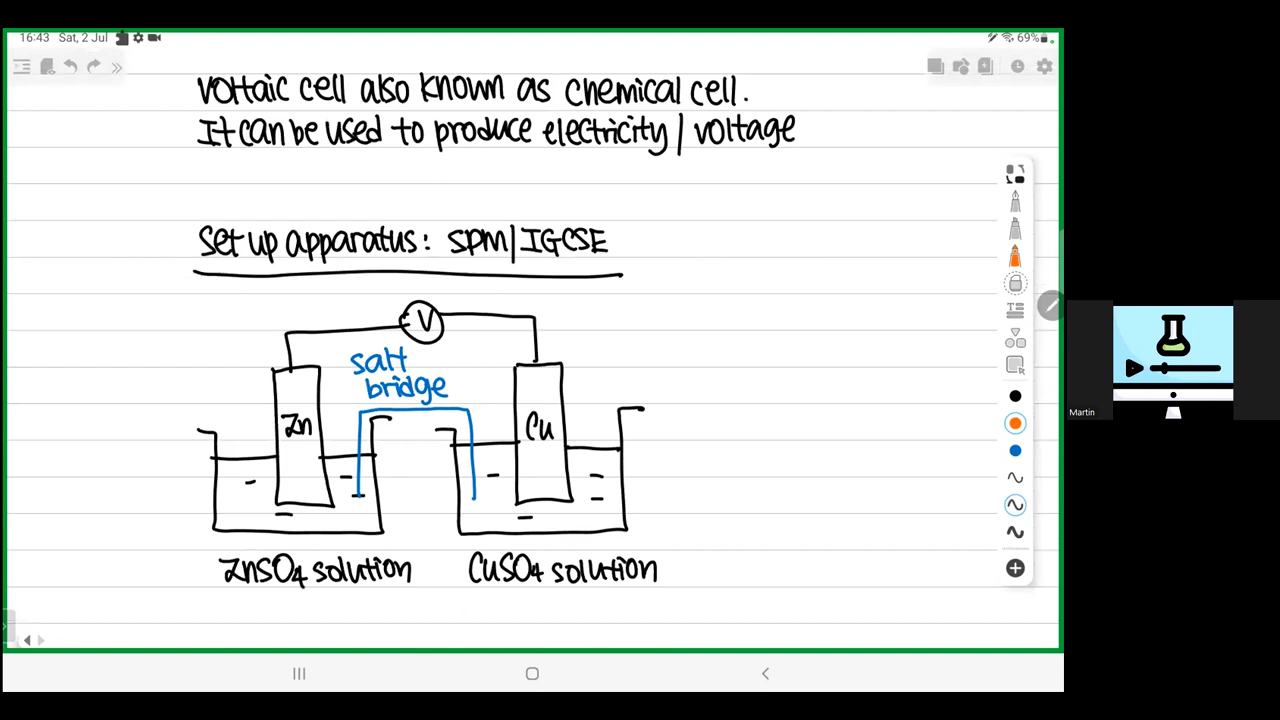 16:43 Sat, 2 Jul 69%
Voltaic cell also known as chemical cell.
It can be used to produce electricity / voltage
Set up apparatus: SPM/IGCSE
V
salt
bridge
Zn
Cu
ZnSO4 solution
CuSO4 solution
Martin